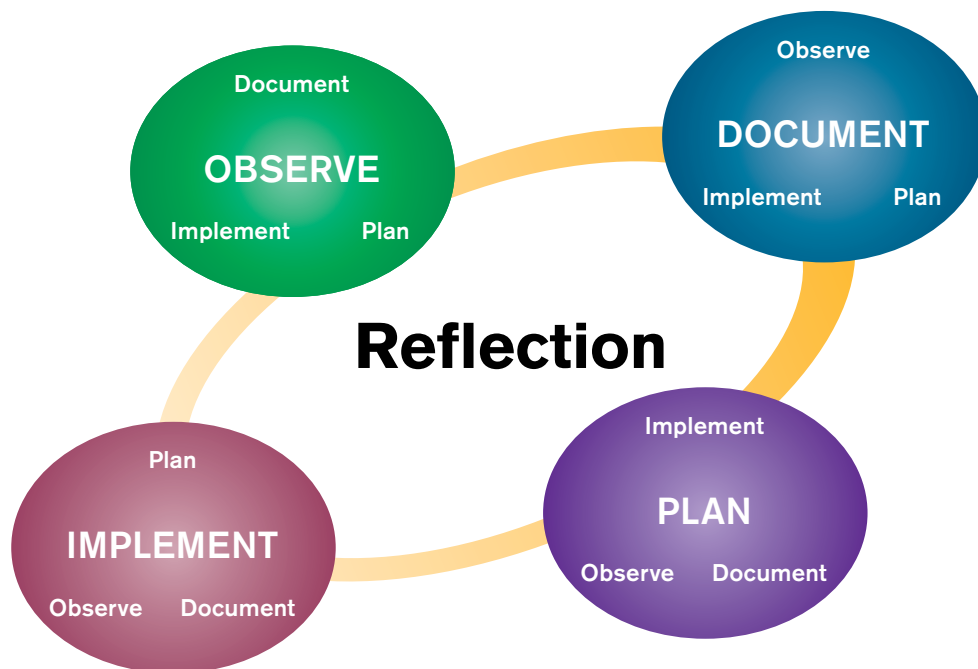 Document
OBSERVE
Implement Plan
Observe
DOCUMENT
Implement Plan
Reflection
Plan
IMPLEMENT
Observe Document
Implement
PLAN
Observe Document